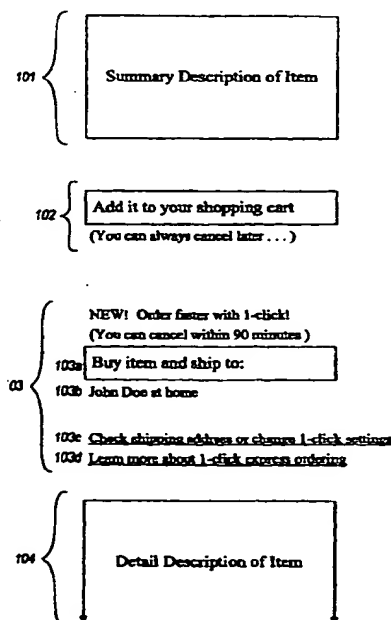 101 Summary Description of Item
102 Add it to your shopping cart
(You can always cancel later . . . )
NEW! Order faster with 1-click!
(You can cancel within 90 minutes )
103a Buy item and ship to:
03
103b John Doe at home
103c Check shipping address or change 1-click settings
103d Learn more about 1-click express ordering
104 Detail Description of Item